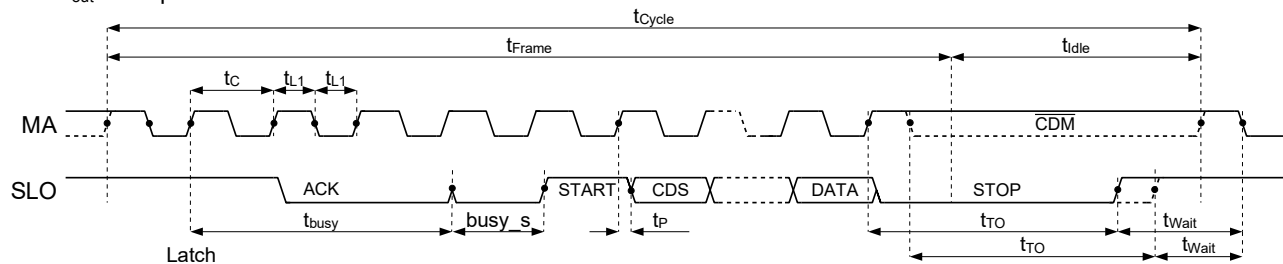 tCycle
tFrame tIdle
tC tL1 tL1
MA CDM
SLO ACK START CDS DATA STOP
tbusy busy_s tP tTO tWait
tTO tWait
Latch